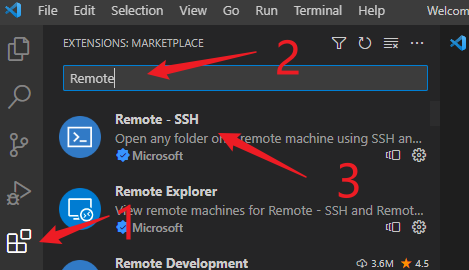 File Edit Selection View Go Run Terminal Help Welcom
EXTENSIONS: MARKETPLACE
Remote
2
Remote - SSH
Open any folder on remote machine using SSH an...
Microsoft
3
Remote Explorer
View remote machines for Remote - SSH and Remot...
Microsoft
1
Remote Development 3.6M 4.5